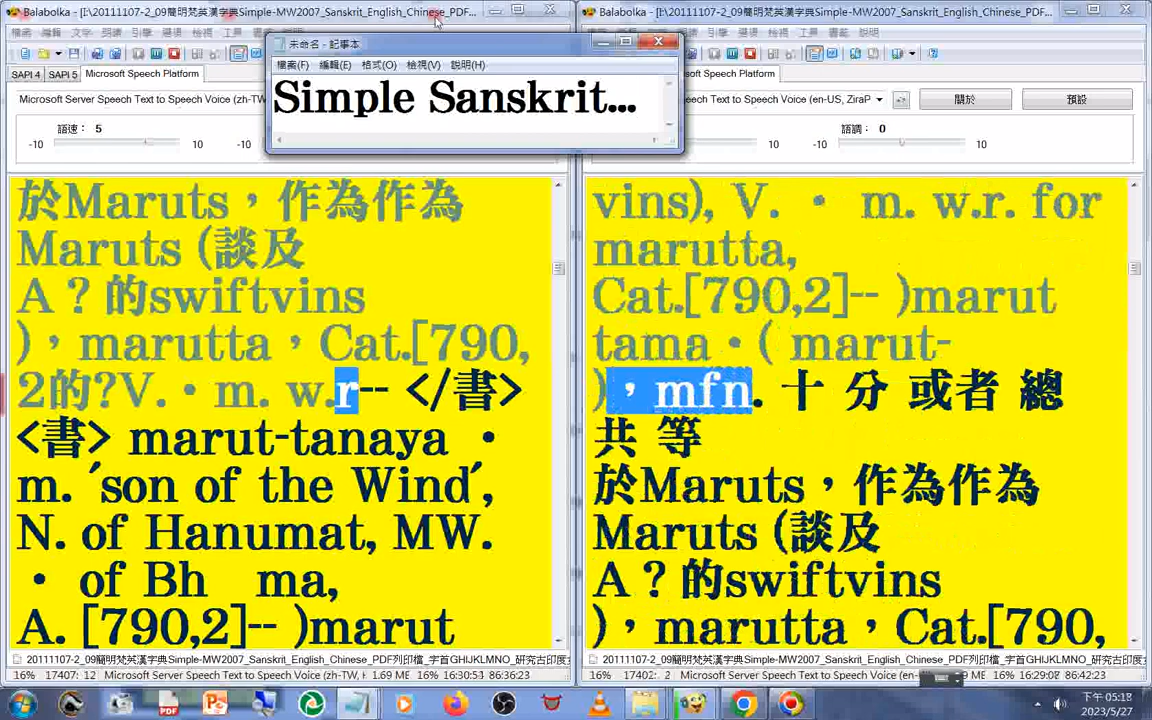 Balabolka - [I:\20111107-2_09簡明梵英漢字典Simple-MW2007_Sanskrit_English_Chinese_PDF...
Balabolka - [I:\20111107-2_09簡明梵英漢字典Simple-MW2007_Sanskrit_English_Chinese_PDF...
未命名 - 記事本
檔案(F) 編輯(E) 格式(O) 檢視(V) 說明(H)
Simple Sanskrit...
SAPI 4 SAPI 5 Microsoft Speech Platform
Speech Platform
Microsoft Server Speech Text to Speech Voice (zh-TW,
ech Text to Speech Voice (en-US, ZiraP
關於
預設
語速: 5
語調: 0
-10 10 -10
10 -10 10
於Maruts，作為作為
Maruts (談及
A？的swiftvins
)，marutta，Cat.[790,
2的?V.・m. w.r-- </書>
<書> marut-tanaya・
m. 'son of the Wind',
N. of Hanumat, MW.
・ of Bh ma,
A. [790,2]-- )marut
vins), V.・ m. w.r. for
marutta,
Cat.[790,2]-- )marut
tama・( marut-
)，mfn. 十 分 或者 總
共 等
於Maruts，作為作為
Maruts (談及
A？的swiftvins
)，marutta，Cat.[790,
20111107-2_09簡明梵英漢字典Simple-MW2007_Sanskrit_English_Chinese_PDF列印檔_字首GHIJKLMNO_研究古印度
20111107-2_09簡明梵英漢字典Simple-MW2007_Sanskrit_English_Chinese_PDF列印檔_字首GHIJKLMNO_研究古印度
16% 17407: 12 Microsoft Server Speech Text to Speech Voice (zh-TW, 1.69 MB 16% 16:30:53 86:36:23
16% 17407: 2 Microsoft Server Speech Text to Speech Voice 16% 16:29:04 86:42:23
下午 05:18
2023/5/27